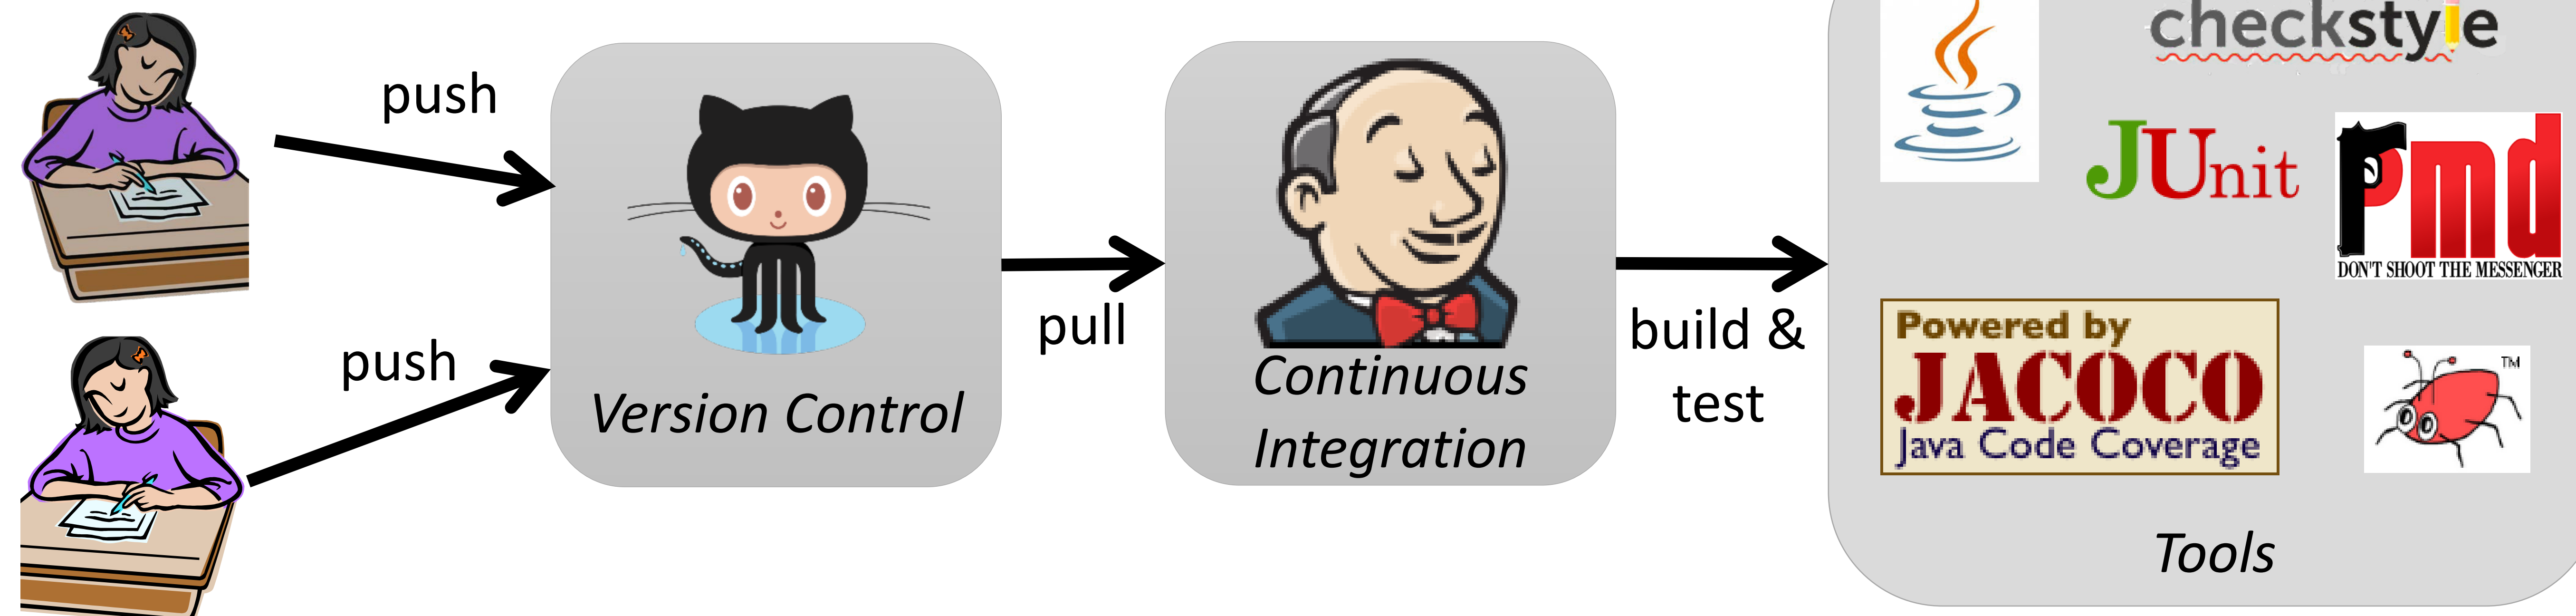 push
push
Version Control
pull
Continuous
Integration
build &
test
checkstyle
JUnit
pmd
DON'T SHOOT THE MESSENGER
Powered by
JACOCO
Java Code Coverage
TM
Tools